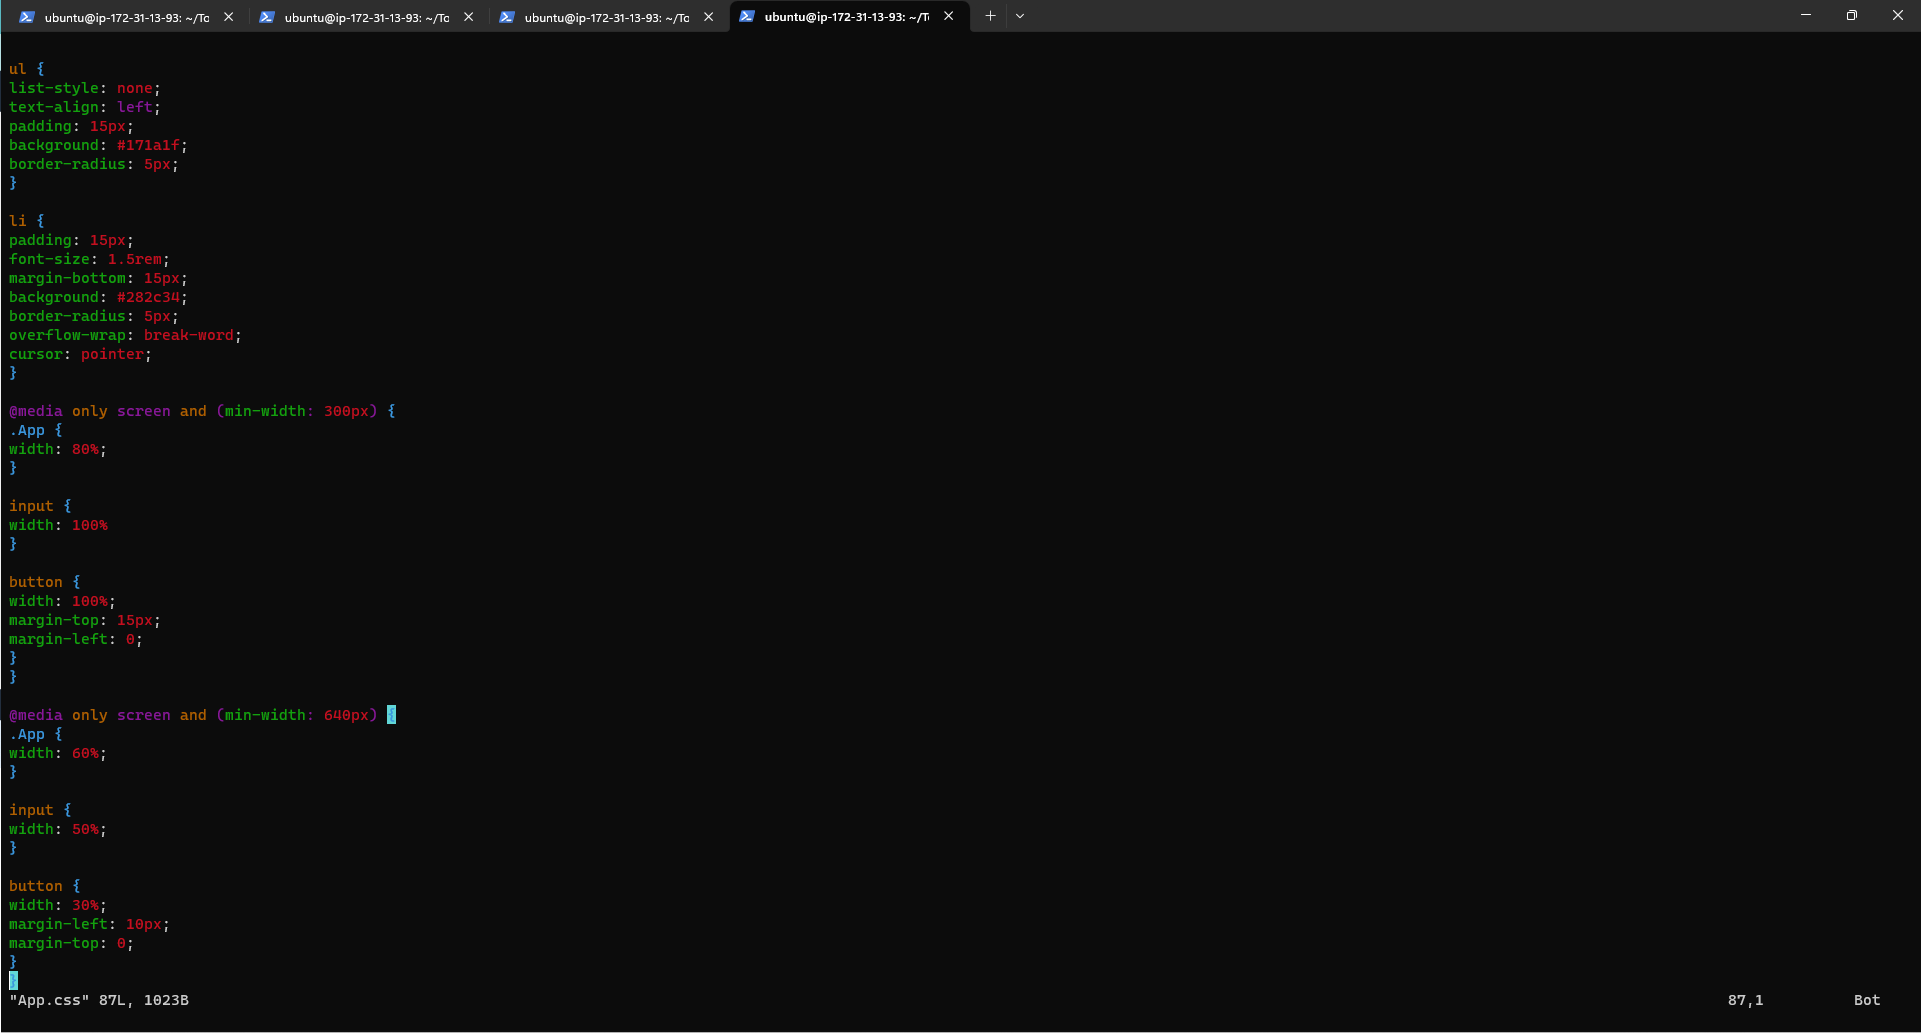 ubuntu@ip-172-31-13-93: ~/To
ubuntu@ip-172-31-13-93: ~/To
ubuntu@ip-172-31-13-93: ~/To
ubuntu@ip-172-31-13-93: ~/T
ul {
list-style: none;
text-align: left;
padding: 15px;
background: #171a1f;
border-radius: 5px;
}
li {
padding: 15px;
font-size: 1.5rem;
margin-bottom: 15px;
background: #282c34;
border-radius: 5px;
overflow-wrap: break-word;
cursor: pointer;
}
@media only screen and (min-width: 300px) {
.App {
width: 80%;
}
input {
width: 100%
}
button {
width: 100%;
margin-top: 15px;
margin-left: 0;
}
}
@media only screen and (min-width: 640px) {
.App {
width: 60%;
}
input {
width: 50%;
}
button {
width: 30%;
margin-left: 10px;
margin-top: 0;
}
}
"App.css" 87L, 1023B 87,1 Bot